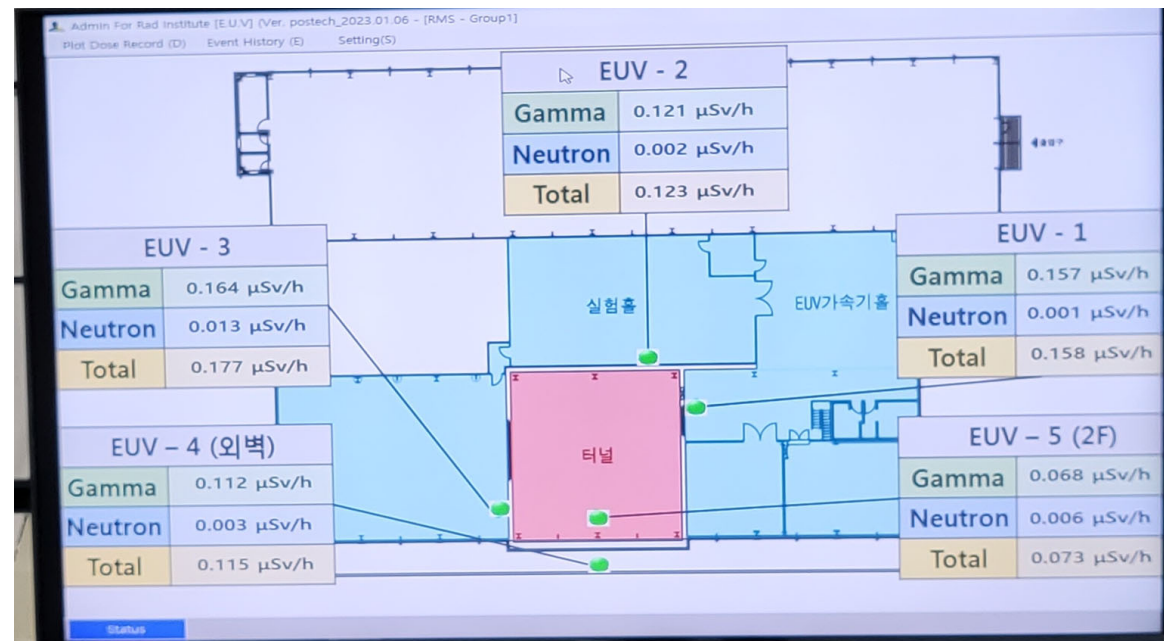 Admin For Rad Institute [E.U.V] (Ver. postech_2023.01.06 - [RMS - Group1]
Plot Dose Record (D) Event History (E) Setting(S)
EUV - 2
Gamma 0.121 μSv/h
Neutron 0.002 μSv/h
Total 0.123 μSv/h
EUV - 3
Gamma 0.164 μSv/h
Neutron 0.013 μSv/h
Total 0.177 μSv/h
EUV - 1
Gamma 0.157 μSv/h
Neutron 0.001 μSv/h
Total 0.158 μSv/h
실험홀
EUV가속기홀
터널
EUV – 4 (외벽)
Gamma 0.112 μSv/h
Neutron 0.003 μSv/h
Total 0.115 μSv/h
EUV – 5 (2F)
Gamma 0.068 μSv/h
Neutron 0.006 μSv/h
Total 0.073 μSv/h
Status